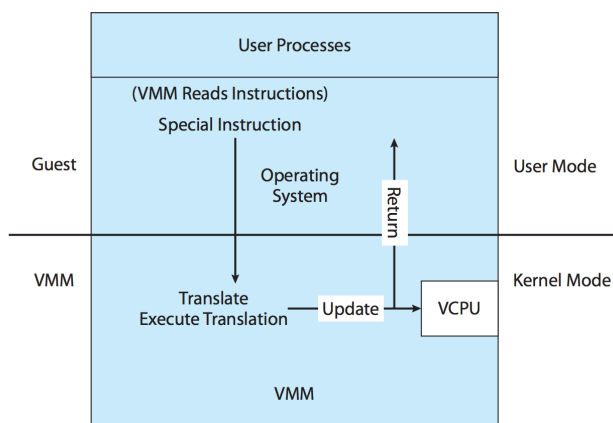 User Processes
(VMM Reads Instructions)
Special Instruction
Guest
Operating
System
User Mode
Return
VMM
Kernel Mode
Translate
Execute Translation
Update
VCPU
VMM